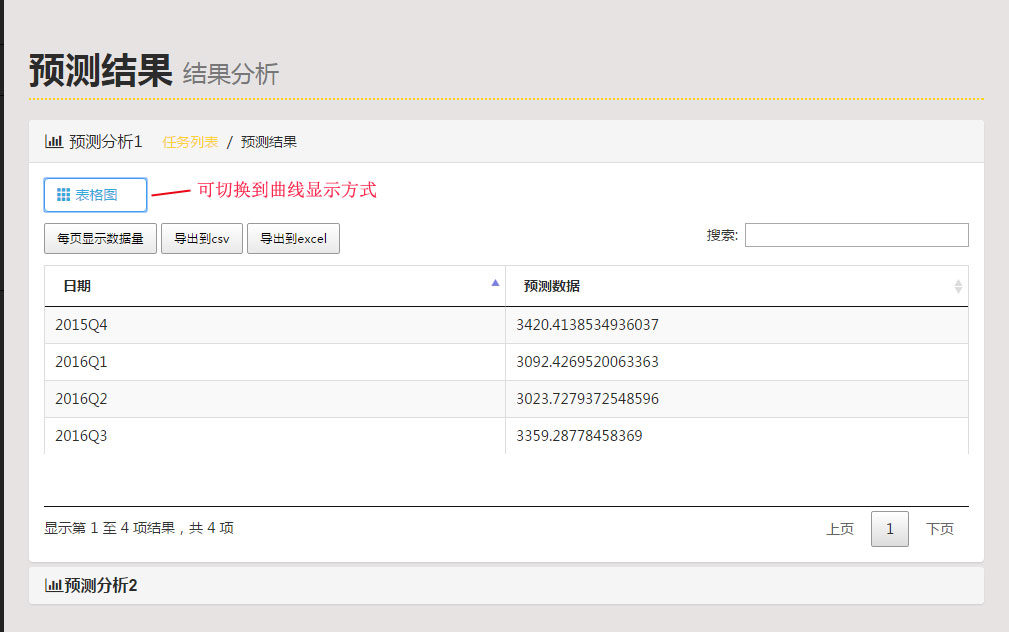 预测结果 结果分析
预测分析1 任务列表 / 预测结果
表格图 可切换到曲线显示方式
每页显示数据量 导出到csv 导出到excel 搜索:
日期 预测数据
2015Q4 3420.4138534936037
2016Q1 3092.4269520063363
2016Q2 3023.7279372548596
2016Q3 3359.28778458369
显示第 1 至 4 项结果，共 4 项 上页 1 下页
预测分析2